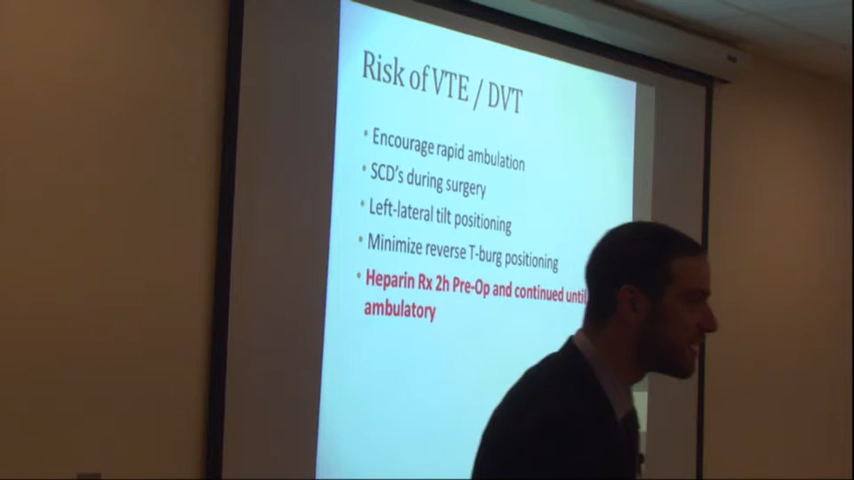 Risk of VTE / DVT
• Encourage rapid ambulation
• SCD's during surgery
• Left-lateral tilt positioning
• Minimize reverse T-burg positioning
• Heparin Rx 2h Pre-Op and continued until
ambulatory